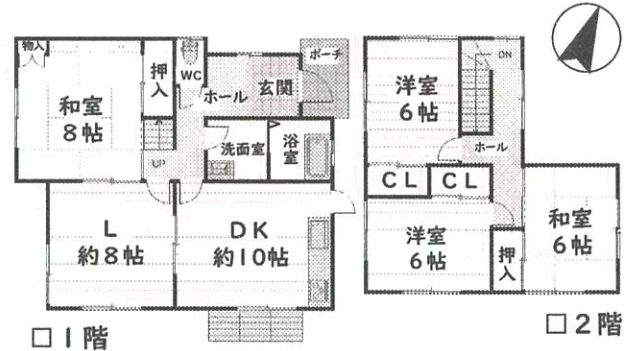 物入
和室
8帖
押
入
WC
ホール
玄関
ポーチ
UP
洗面室
浴
室
L
約8帖
DK
約10帖
□1階
洋室
6帖
DN
ホール
CL
CL
洋室
6帖
押
入
和室
6帖
□2階